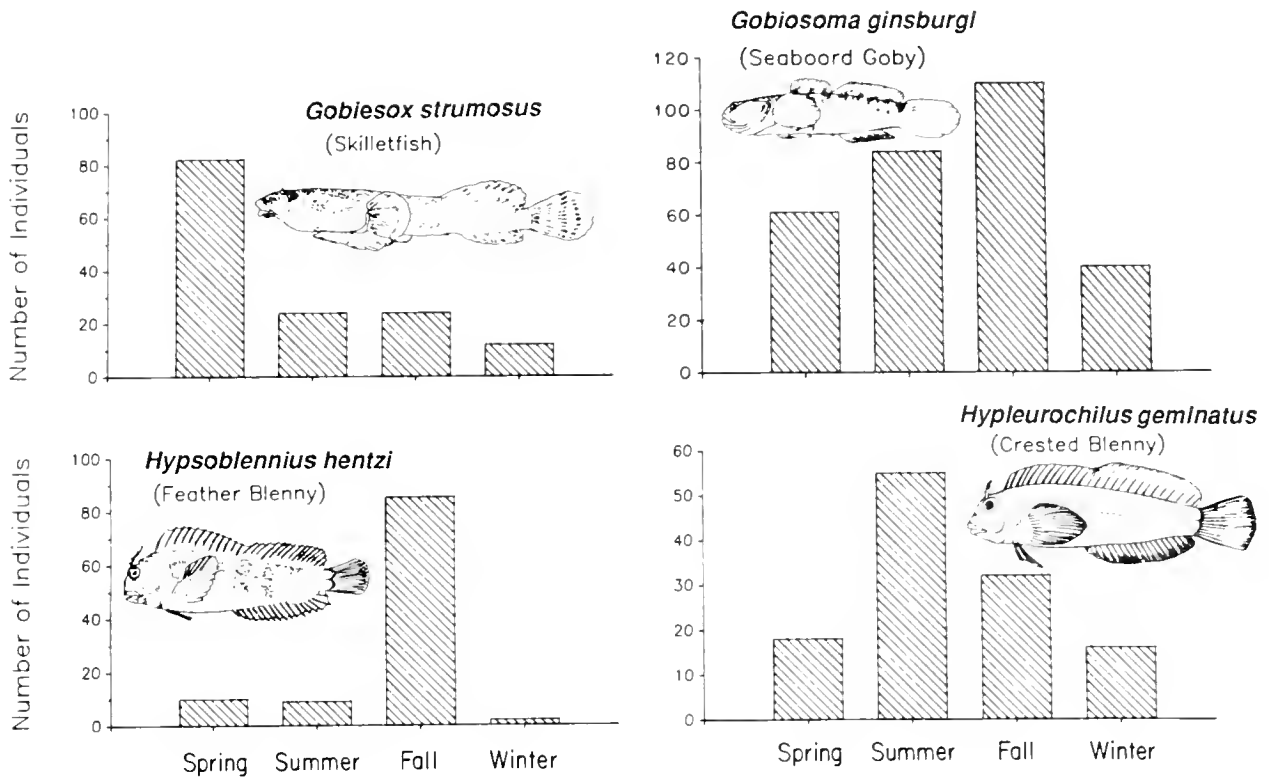 Gobiesox strumosus
(Skilletfish)
Number of Individuals
100
80
60
40
20
0
Gobiosoma ginsburgI
(Seaboord Goby)
120
100
80
60
40
20
0
Hypsoblennius hentzi
(Feather Blenny)
Number of Individuals
100
80
60
40
20
0
Spring Summer Fall Winter
Hypleurochilus gemInatus
(Crested Blenny)
60
50
40
30
20
10
0
Spring Summer Fall Winter